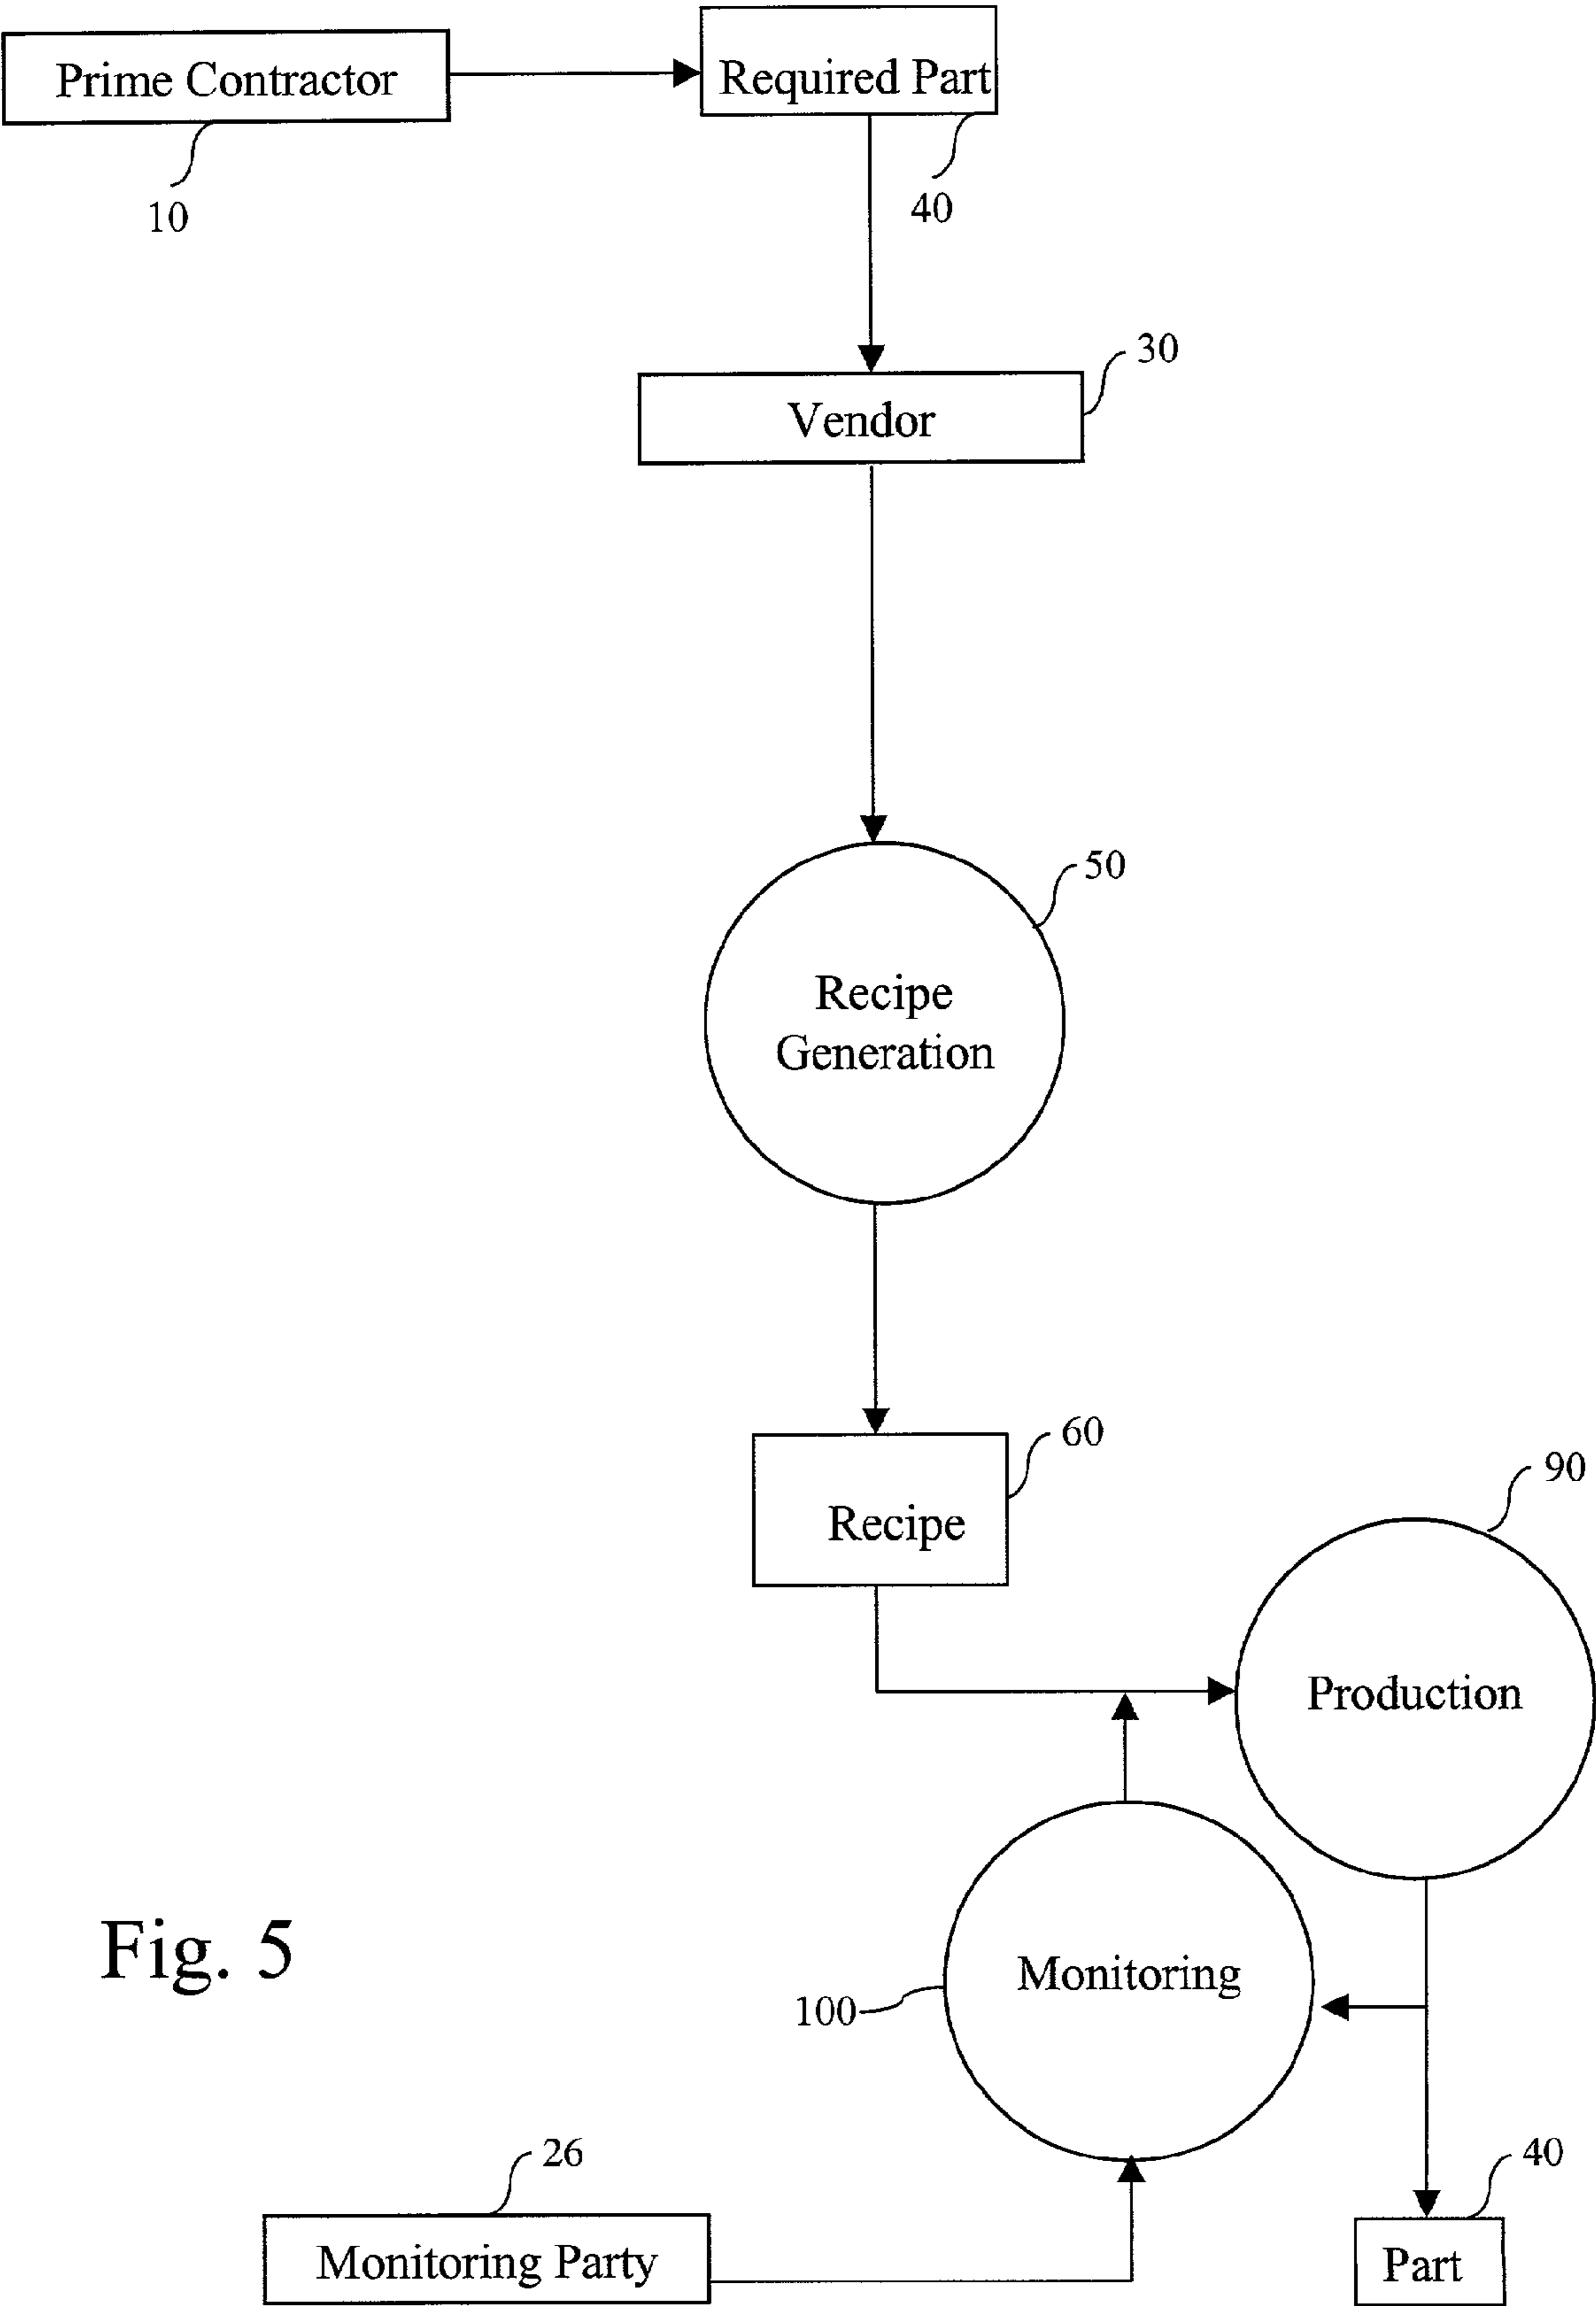 Prime Contractor
Required Part
10
40
30
Vendor
50
Recipe
Generation
60
Recipe
90
Production
Fig. 5
Monitoring
100
26
40
Monitoring Party
Part